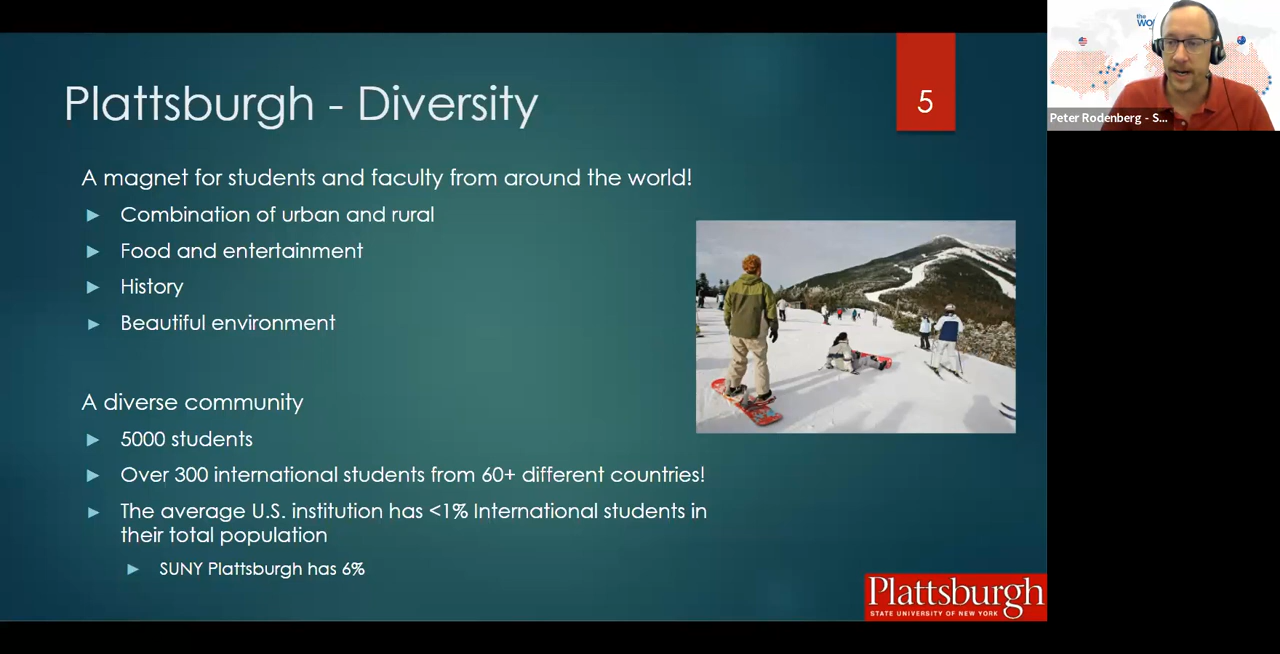 Plattsburgh - Diversity
5
A magnet for students and faculty from around the world!
Combination of urban and rural
Food and entertainment
History
Beautiful environment
A diverse community
5000 students
Over 300 international students from 60+ different countries!
The average U.S. institution has <1% International students in
their total population
SUNY Plattsburgh has 6%
Plattsburgh
STATE UNIVERSITY OF NEW YORK
the
Peter Rodenberg - S...